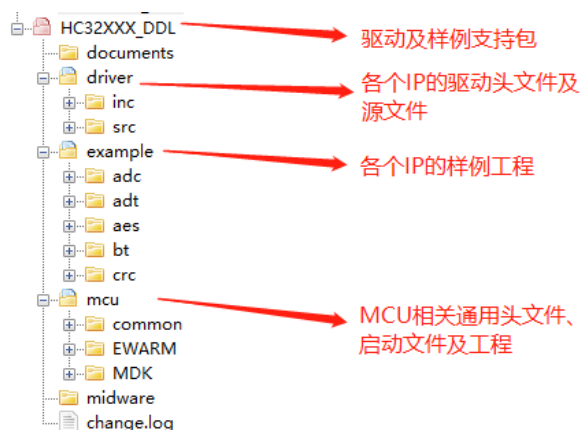 HC32XXX_DDL
驱动及样例支持包
documents
driver
各个IP的驱动头文件及
源文件
inc
src
example
各个IP的样例工程
adc
adt
aes
bt
crc
mcu
MCU相关通用头文件、
启动文件及工程
common
EWARM
MDK
midware
change.log